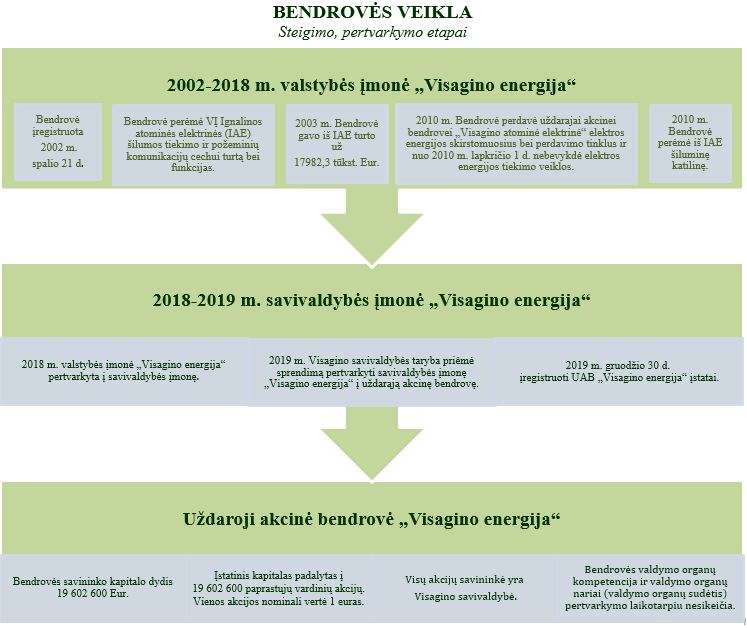 BENDROVĖS VEIKLA
Steigimo, pertvarkymo etapai
2002-2018 m. valstybės įmonė „Visagino energija“
Bendrovė
įregistruota
2002 m.
spalio 21 d.
Bendrovė perėmė VĮ Ignalinos
atominės elektrinės (IAE)
šilumos tiekimo ir požeminių
komunikacijų cechui turtą bei
funkcijas.
2003 m. Bendrovė
gavo iš IAE turto
už
17982,3 tūkst. Eur.
2010 m. Bendrovė perdavė uždarajai akcinei
bendrovei „Visagino atominė elektrinė“ elektros
energijos skirstomuosius bei perdavimo tinklus ir
nuo 2010 m. lapkričio 1 d. nebevykdė elektros
energijos tiekimo veiklos.
2010 m.
Bendrovė
perėmė iš IAE
šiluminę
katilinę.
2018-2019 m. savivaldybės įmonė „Visagino energija“
2018 m. valstybės įmonė „Visagino energija“
pertvarkyta į savivaldybės įmonę.
2019 m. Visagino savivaldybės taryba priėmė
sprendimą pertvarkyti savivaldybės įmonę
„Visagino energija“ į uždarąją akcinę bendrovę.
2019 m. gruodžio 30 d.
įregistruoti UAB „Visagino energija“ įstatai.
Uždaroji akcinė bendrovė „Visagino energija“
Bendrovės savininko kapitalo dydis
19 602 600 Eur.
Įstatinis kapitalas padalytas į
19 602 600 paprastųjų vardinių akcijų.
Vienos akcijos nominali vertė 1 euras.
Visų akcijų savininkė yra
Visagino savivaldybė.
Bendrovės valdymo organų
kompetencija ir valdymo organų
nariai (valdymo organų sudėtis)
pertvarkymo laikotarpiu nesikeičia.